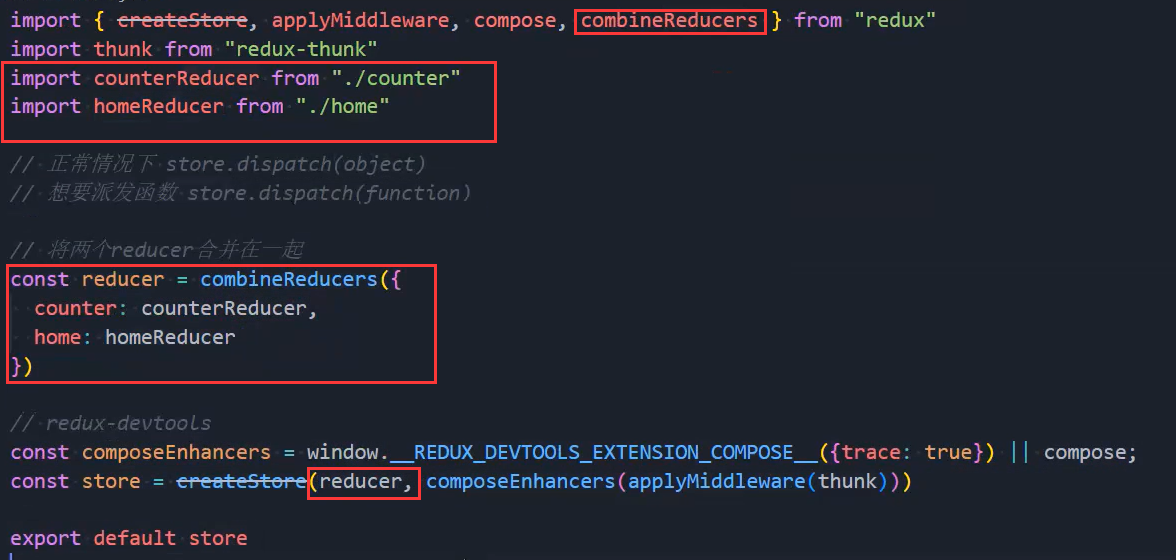 import { createStore, applyMiddleware, compose, combineReducers } from "redux"
import thunk from "redux-thunk"
import counterReducer from "./counter"
import homeReducer from "./home"
// 正常情况下 store.dispatch(object)
// 想要派发函数 store.dispatch(function)
// 将两个reducer合并在一起
const reducer = combineReducers({
  counter: counterReducer,
  home: homeReducer
})
// redux-devtools
const composeEnhancers = window.__REDUX_DEVTOOLS_EXTENSION_COMPOSE__({trace: true}) || compose;
const store = createStore(reducer, composeEnhancers(applyMiddleware(thunk)))
export default store